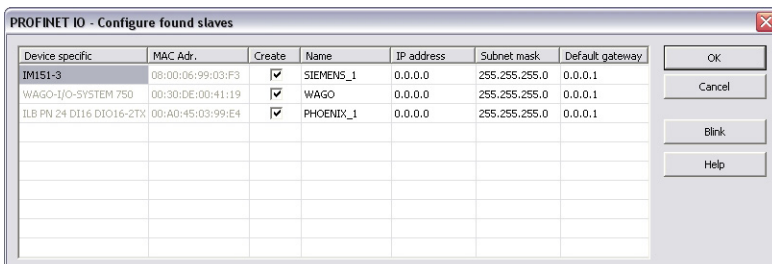 PROFINET IO - Configure found slaves
Device specific MAC Adr. Create Name IP address Subnet mask Default gateway
IM151-3 08:00:06:99:03:F3 SIEMENS_1 0.0.0.0 255.255.255.0 0.0.0.1
WAGO-I/O-SYSTEM 750 00:30:DE:00:41:19 WAGO 0.0.0.0 255.255.255.0 0.0.0.1
ILB PN 24 DI16 DIO16-2TX 00:A0:45:03:99:E4 PHOENIX_1 0.0.0.0 255.255.255.0 0.0.0.1
OK
Cancel
Blink
Help